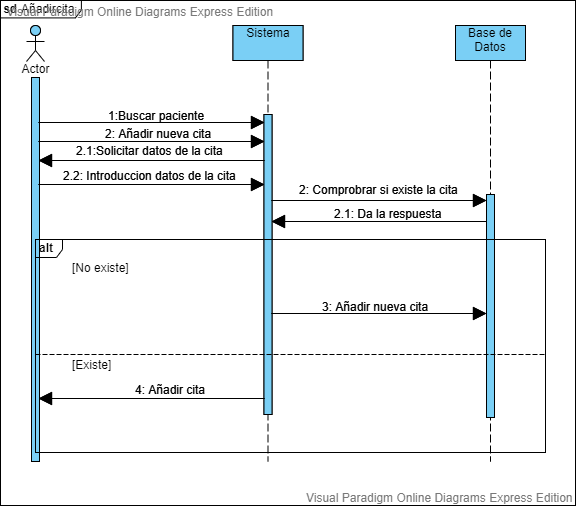 sd Añadircita
Visual Paradigm Online Diagrams Express Edition
Actor
Sistema
Base de
Datos
1:Buscar paciente
2: Añadir nueva cita
2.1:Solicitar datos de la cita
2.2: Introduccion datos de la cita
2: Comprobrar si existe la cita
2.1: Da la respuesta
alt
[No existe]
3: Añadir nueva cita
[Existe]
4: Añadir cita
Visual Paradigm Online Diagrams Express Edition